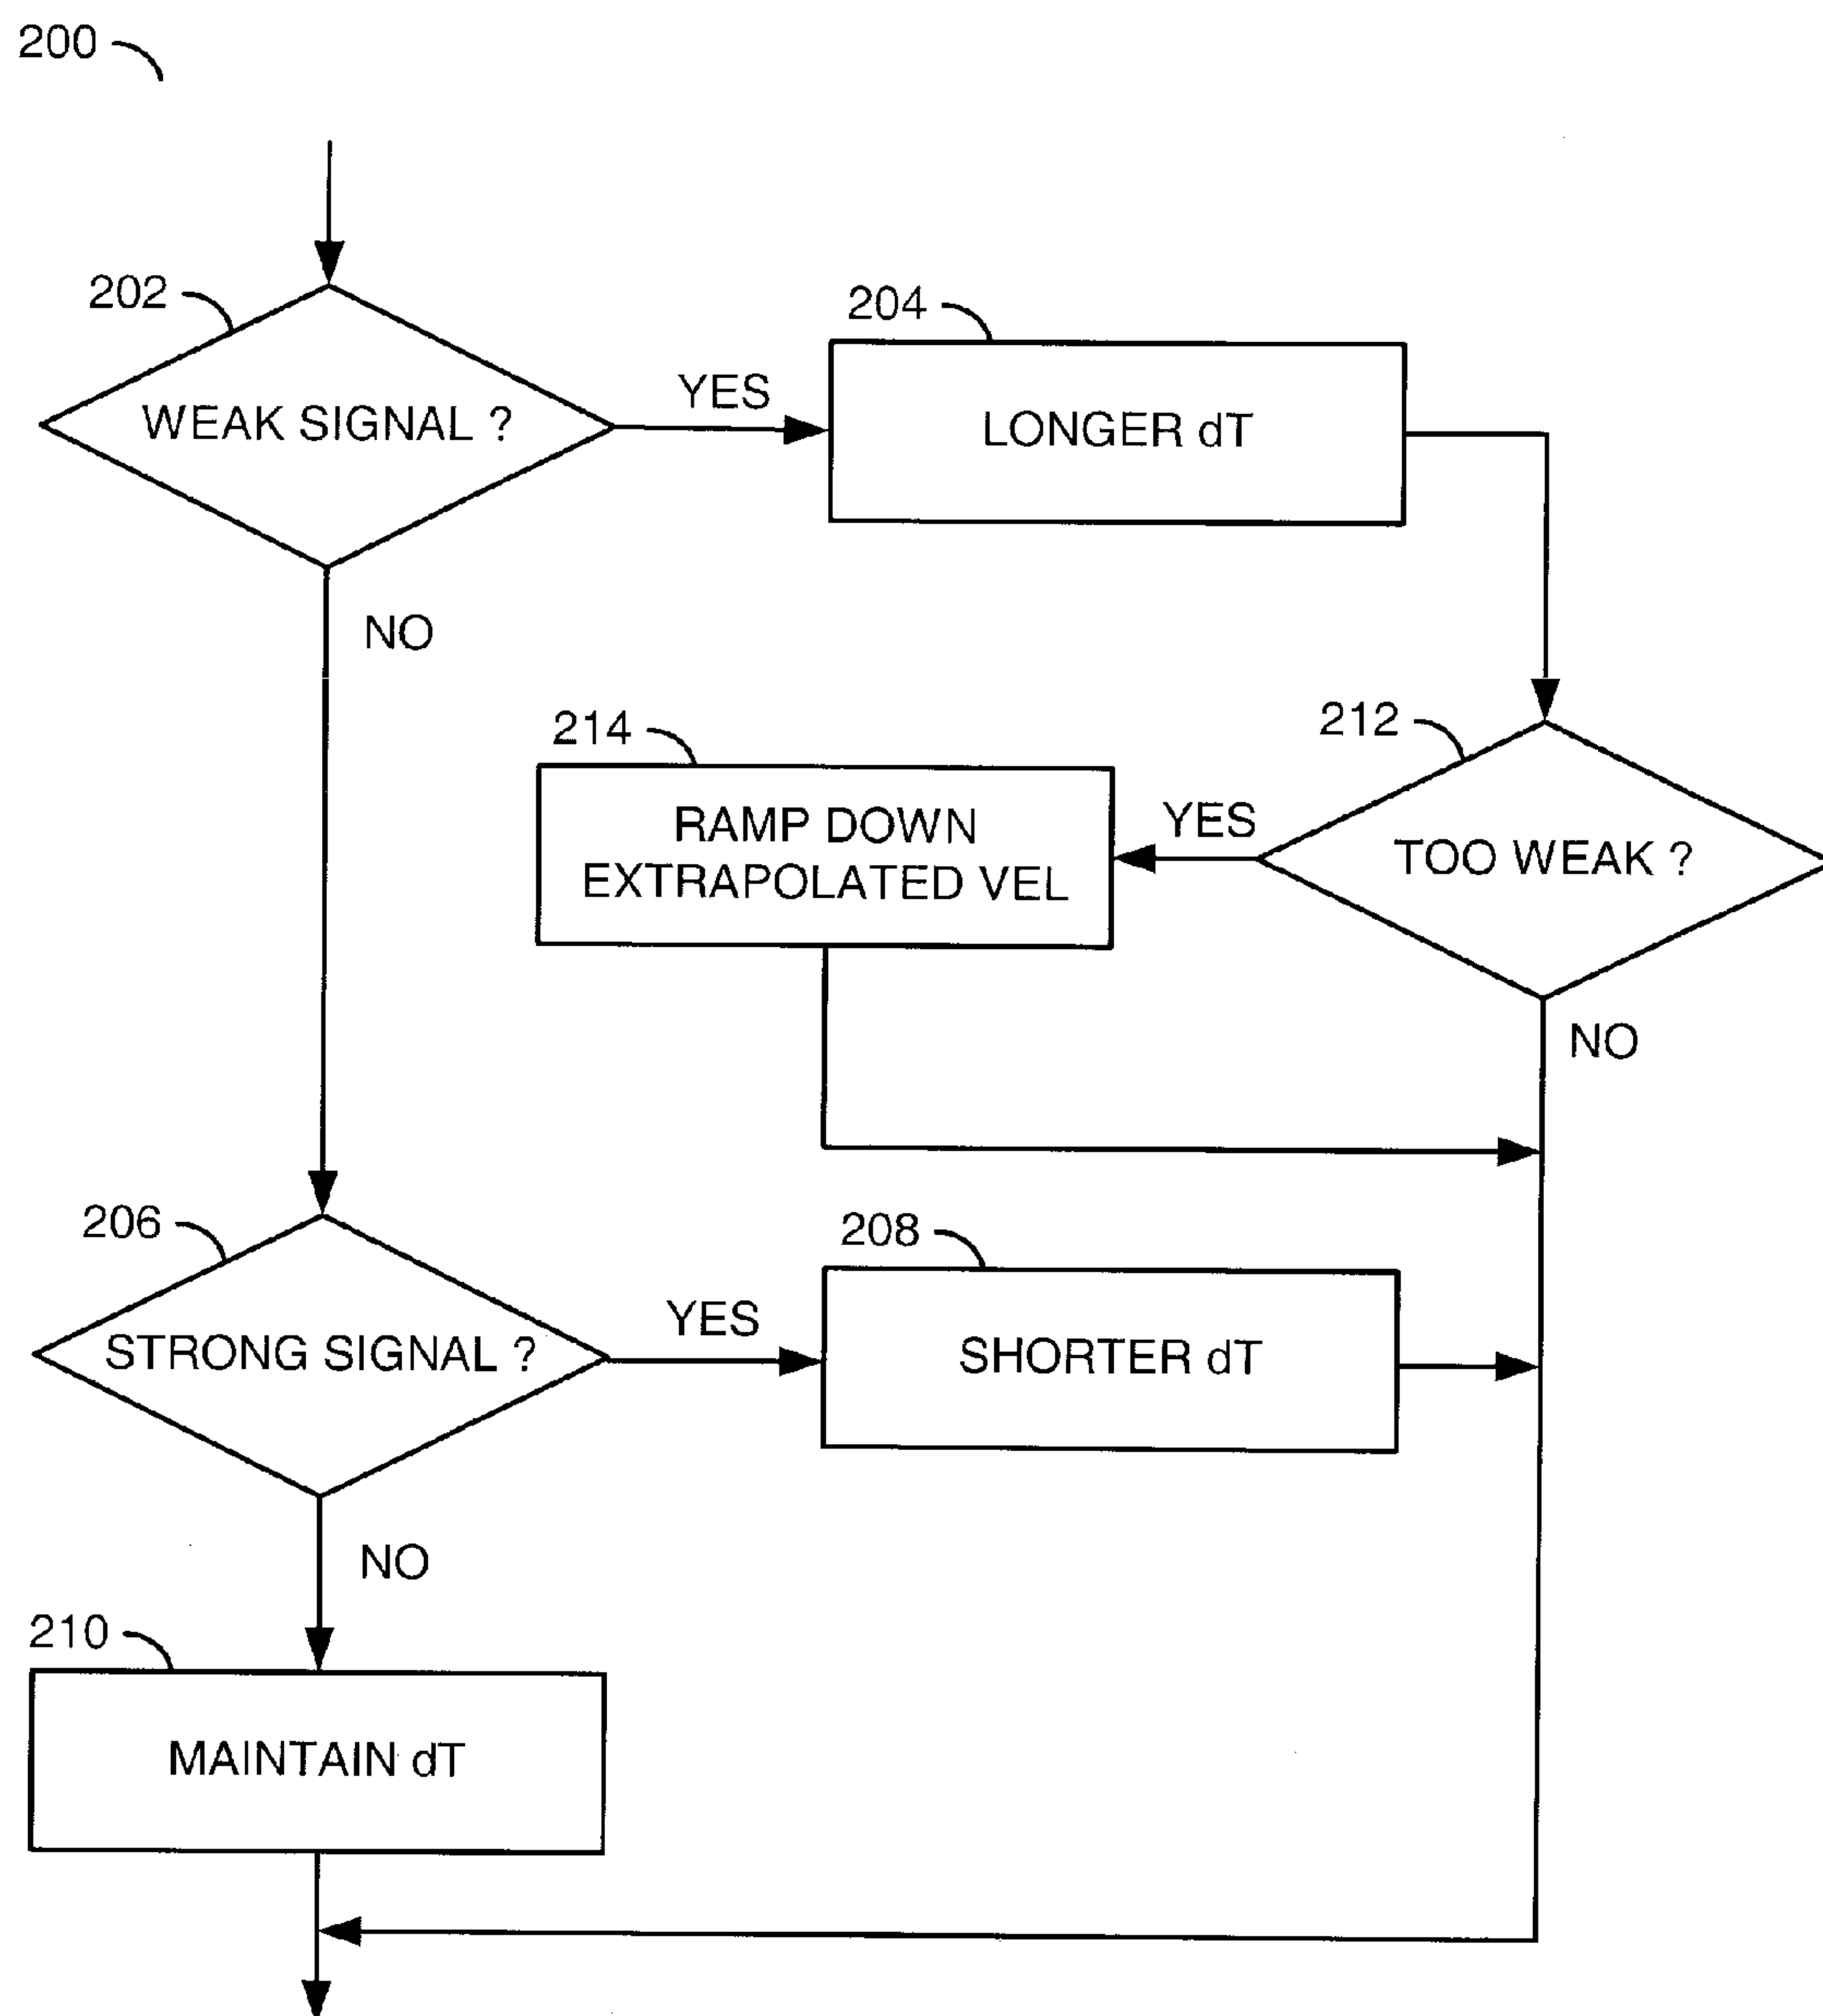 200
202
WEAK SIGNAL ?
YES
204
LONGER dT
NO
214
RAMP DOWN
EXTRAPOLATED VEL
YES
212
TOO WEAK ?
NO
206
STRONG SIGNAL ?
YES
208
SHORTER dT
NO
210
MAINTAIN dT